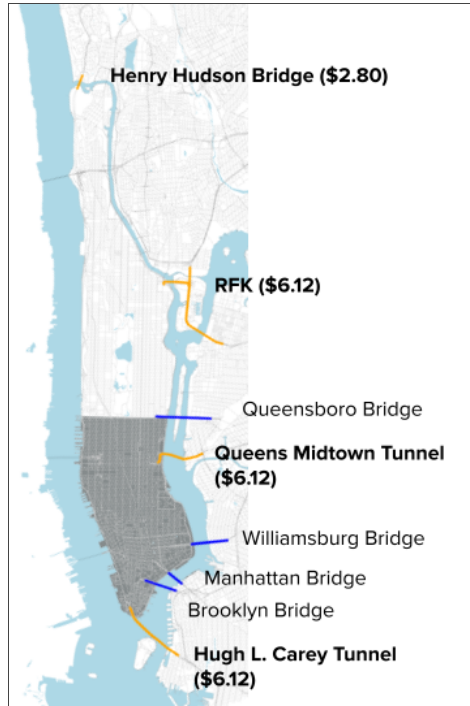 Henry Hudson Bridge ($2.80)
RFK ($6.12)
Queensboro Bridge
Queens Midtown Tunnel
($6.12)
Williamsburg Bridge
Manhattan Bridge
Brooklyn Bridge
Hugh L. Carey Tunnel
($6.12)